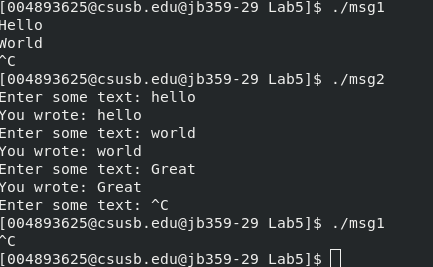 [004893625@csusb.edu@jb359-29 Lab5]$ ./msg1
Hello
World
^C
[004893625@csusb.edu@jb359-29 Lab5]$ ./msg2
Enter some text: hello
You wrote: hello
Enter some text: world
You wrote: world
Enter some text: Great
You wrote: Great
Enter some text: ^C
[004893625@csusb.edu@jb359-29 Lab5]$ ./msg1
^C
[004893625@csusb.edu@jb359-29 Lab5]$